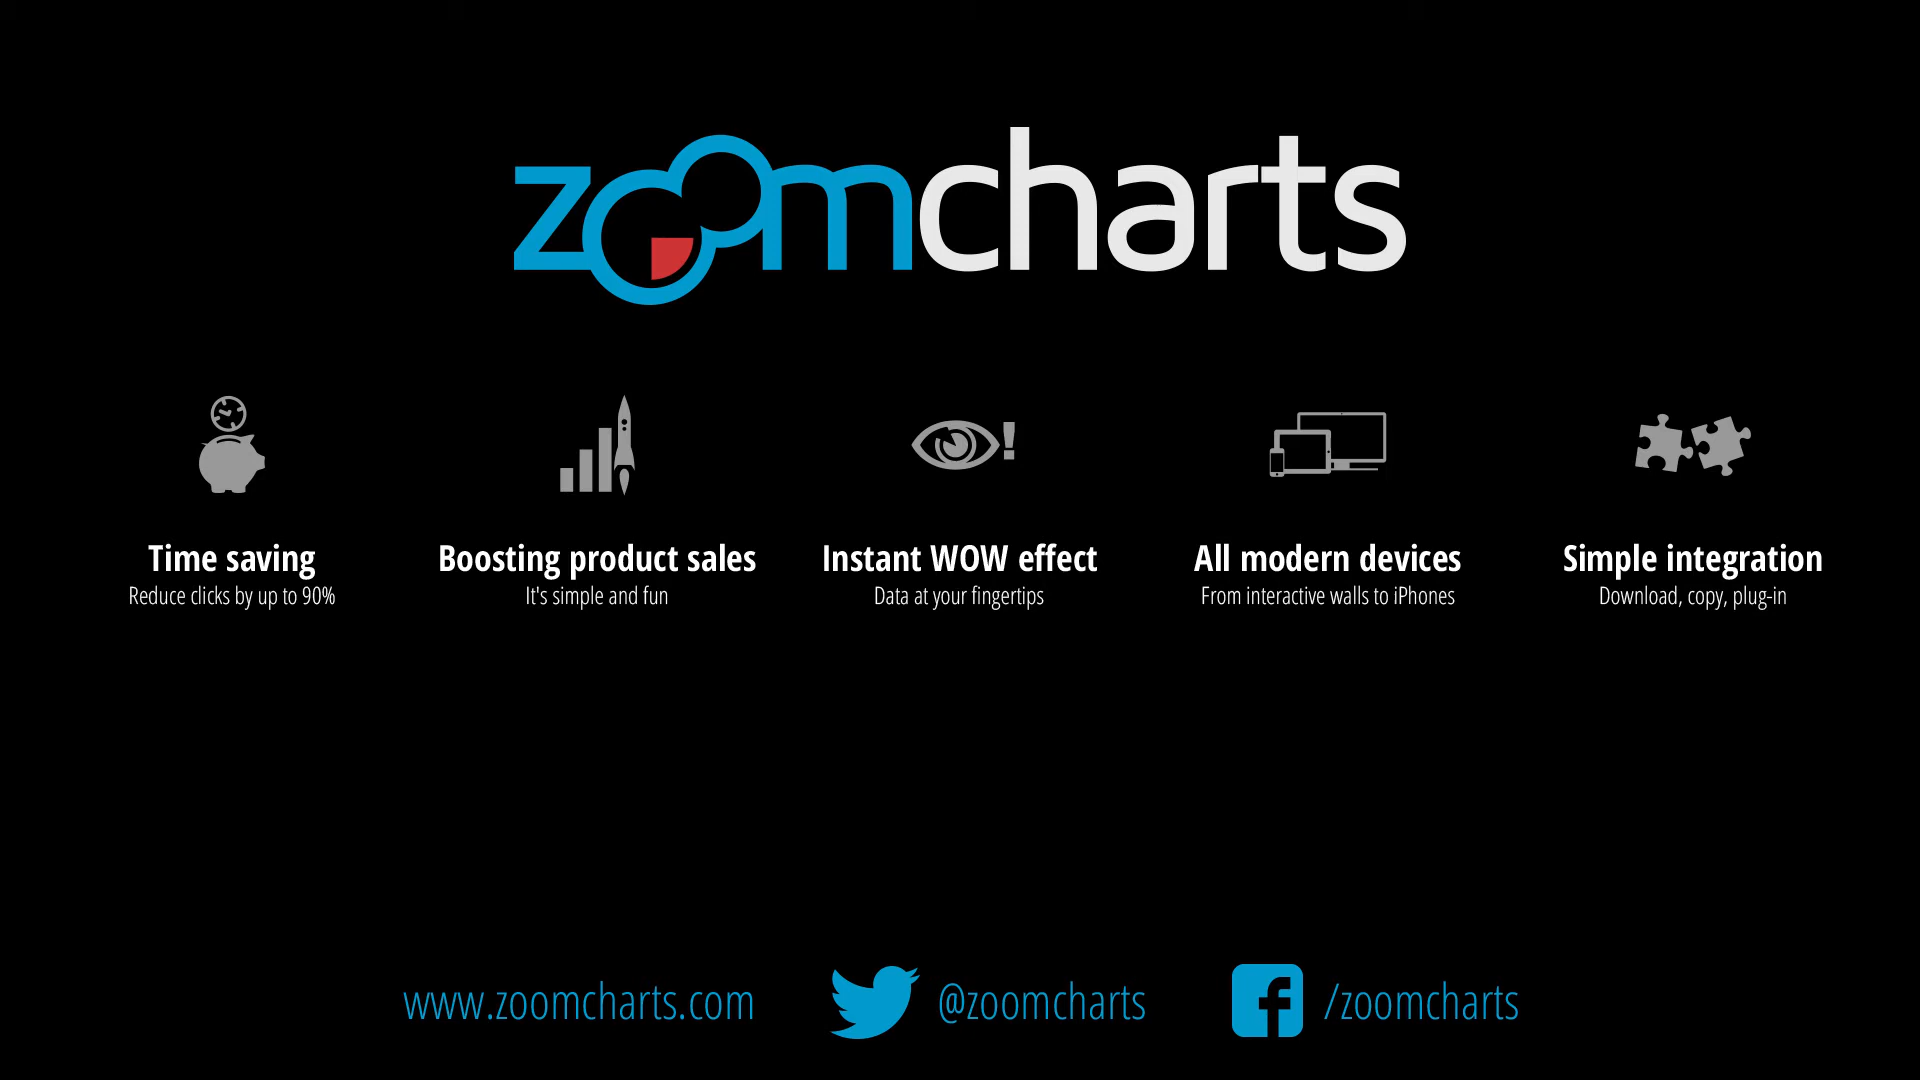 zoomcharts
Time saving
Reduce clicks by up to 90%
Boosting product sales
It's simple and fun
Instant WOW effect
Data at your fingertips
All modern devices
From interactive walls to iPhones
Simple integration
Download, copy, plug-in
www.zoomcharts.com
@zoomcharts
/zoomcharts